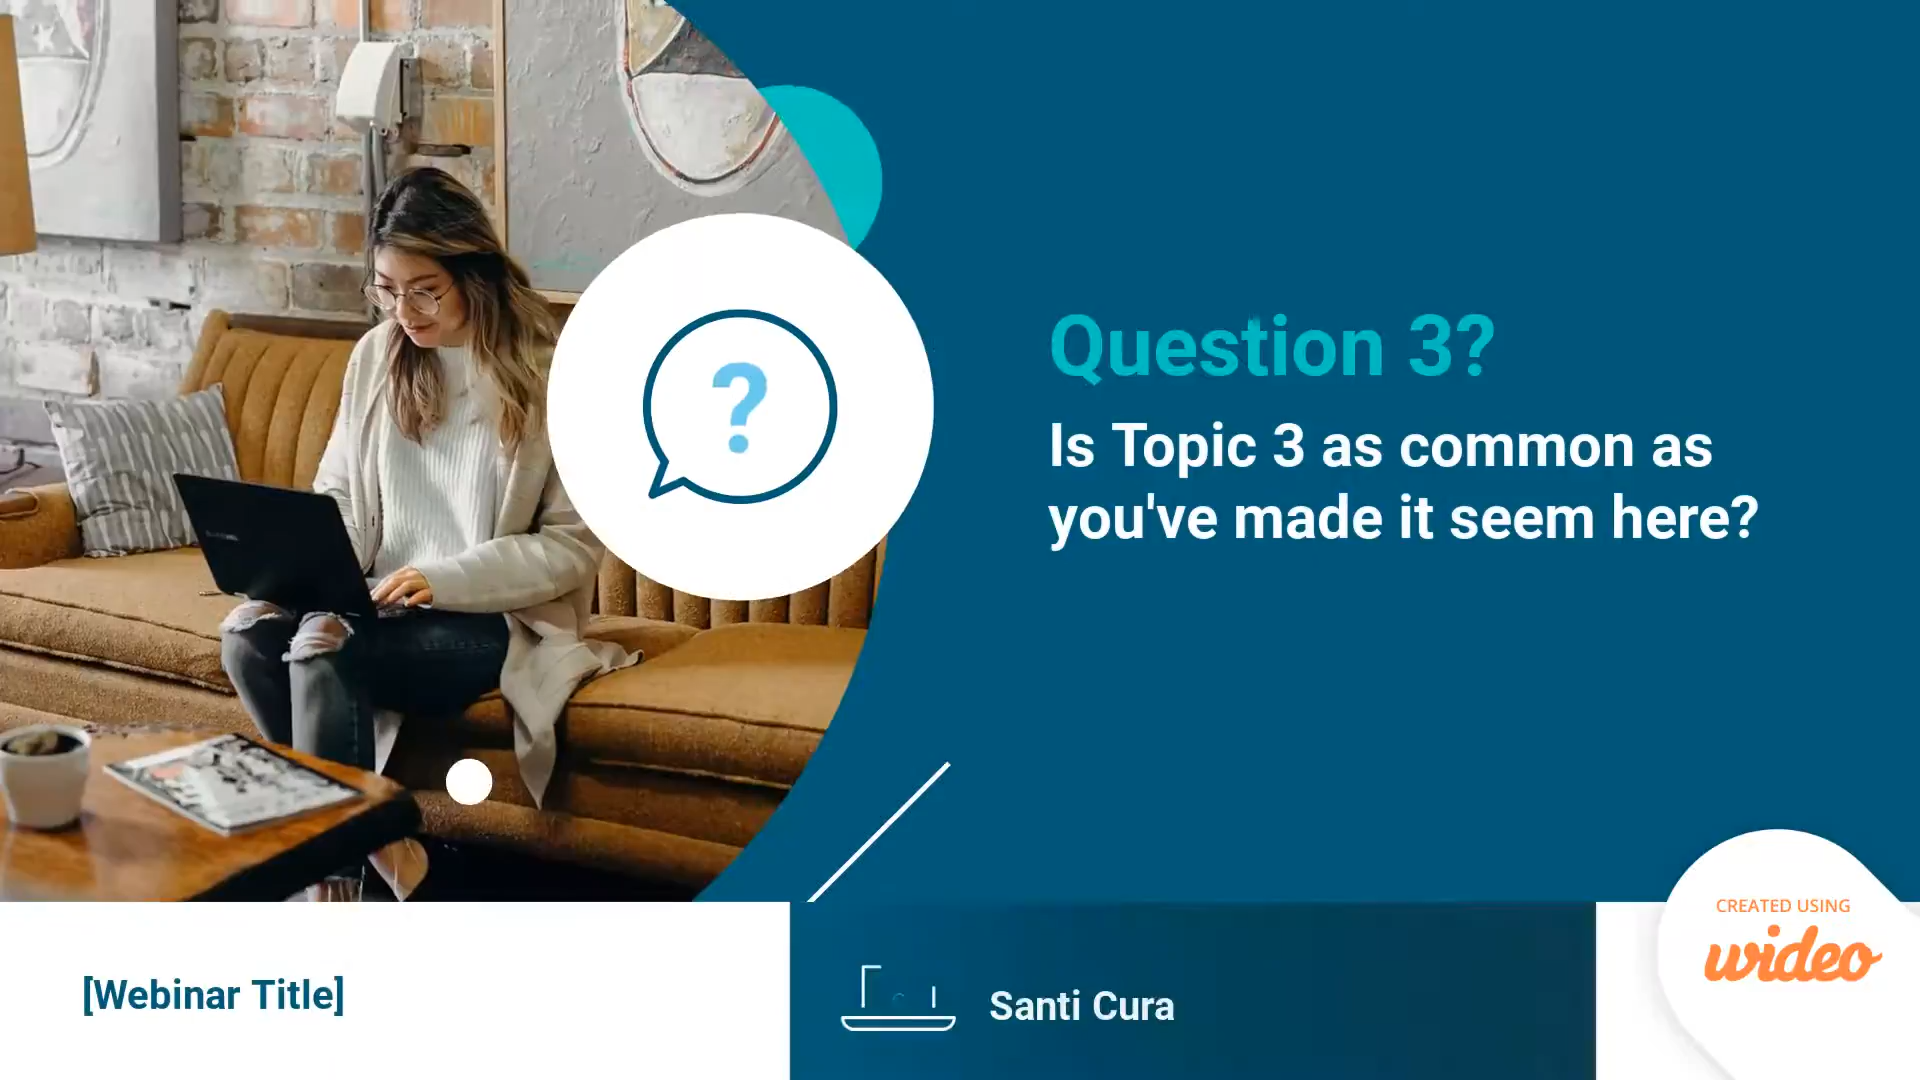 Question 3?
Is Topic 3 as common as
you've made it seem here?
[Webinar Title]
Santi Cura
CREATED USING
wideo